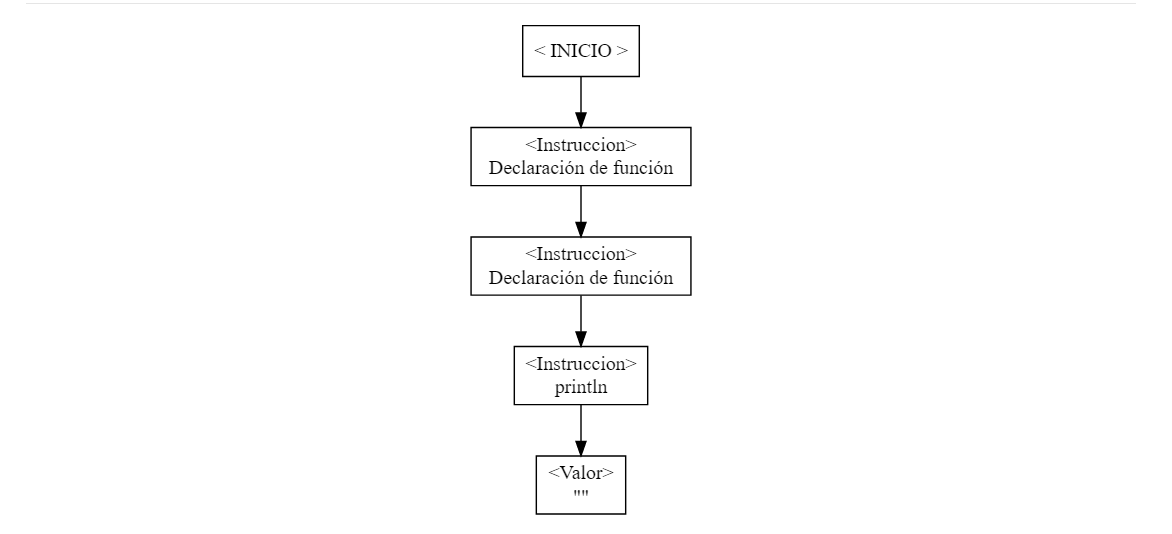 < INICIO >
<Instruccion>
Declaración de función
<Instruccion>
Declaración de función
<Instruccion>
println
<Valor>
""